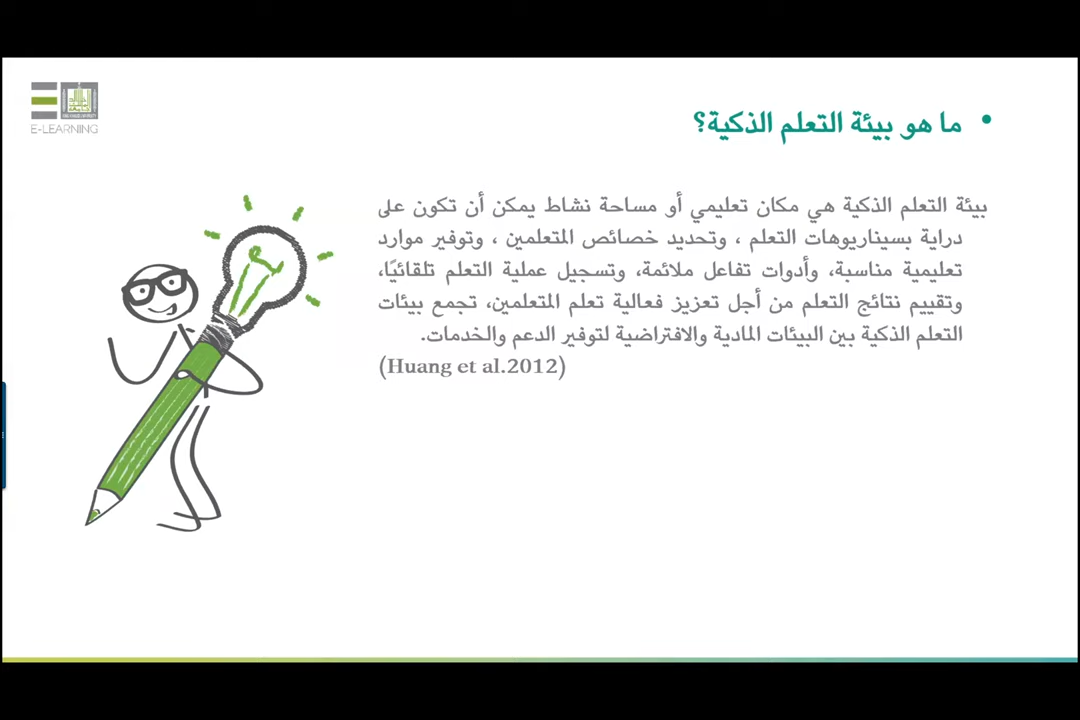 E-LEARNING
• ما هو بيئة التعلم الذكية؟
بيئة التعلم الذكية هي مكان تعليمي أو مساحة نشاط يمكن أن تكون على
دراية بسيناريوهات التعلم ، وتحديد خصائص المتعلمين ، وتوفير موارد
تعليمية مناسبة، وأدوات تفاعل ملائمة، وتسجيل عملية التعلم تلقائيًا،
وتقييم نتائج التعلم من أجل تعزيز فعالية تعلم المتعلمين، تجمع بيئات
التعلم الذكية بين البيئات المادية والافتراضية لتوفير الدعم والخدمات.
(Huang et al.2012)